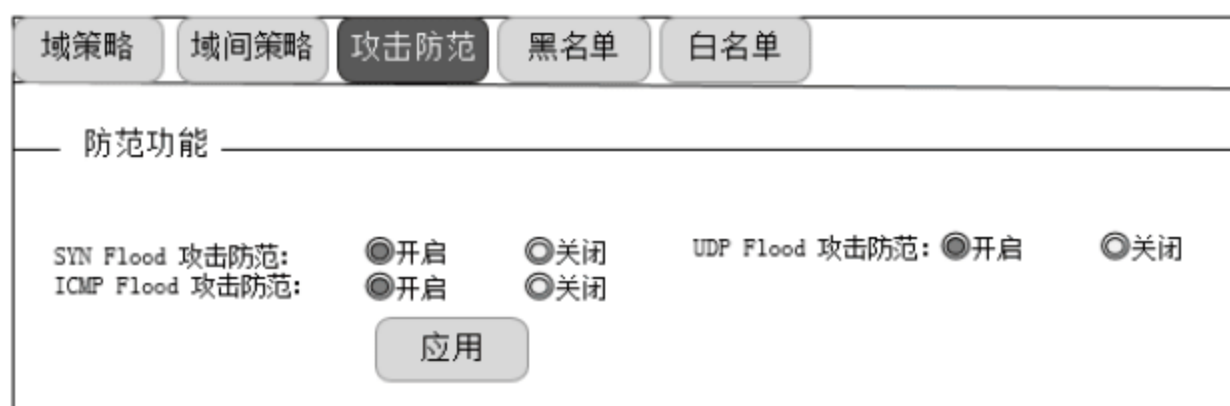 域策略 域间策略 攻击防范 黑名单 白名单
防范功能
SYN Flood 攻击防范: 开启 关闭 UDP Flood 攻击防范: 开启 关闭
ICMP Flood 攻击防范: 开启 关闭
应用